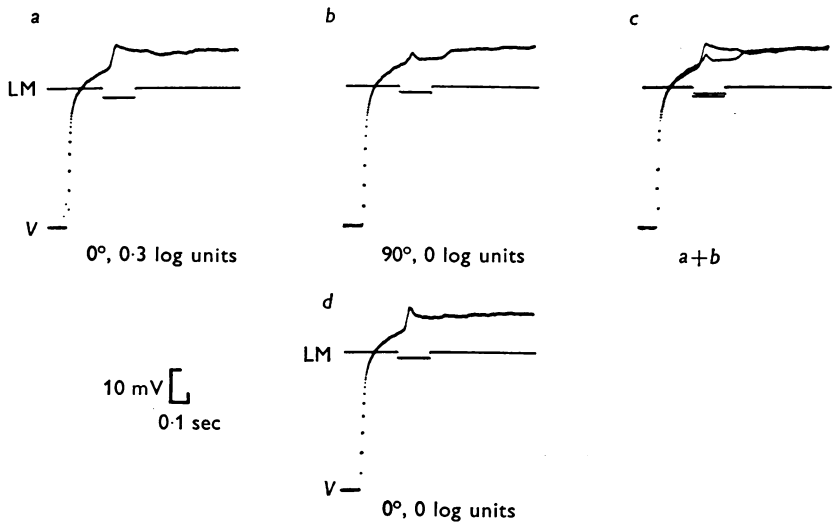 a
b
c
LM
V
0°, 0·3 log units
90°, 0 log units
a+b
d
LM
10 mV
0·1 sec
V
0°, 0 log units